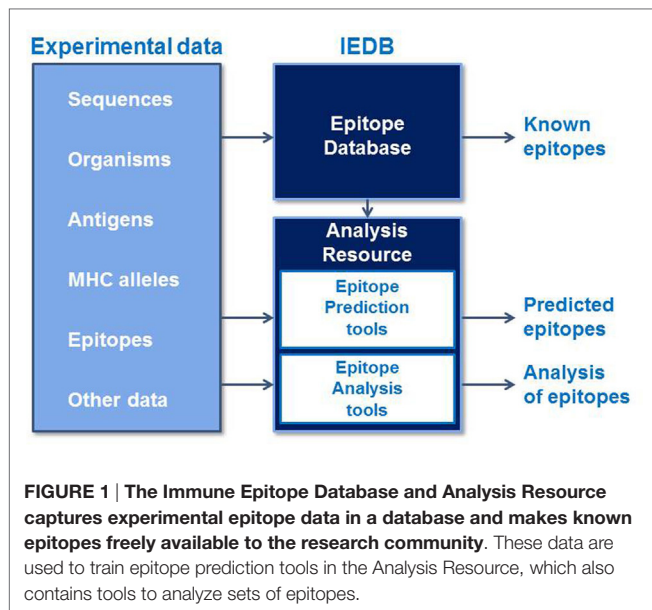 Experimental data
IEDB
Sequences
Organisms
Antigens
MHC alleles
Epitopes
Other data
Epitope
Database
Known
epitopes
Analysis
Resource
Epitope
Prediction
tools
Predicted
epitopes
Epitope
Analysis
tools
Analysis
of epitopes
FIGURE 1 | The Immune Epitope Database and Analysis Resource
captures experimental epitope data in a database and makes known
epitopes freely available to the research community. These data are
used to train epitope prediction tools in the Analysis Resource, which also
contains tools to analyze sets of epitopes.